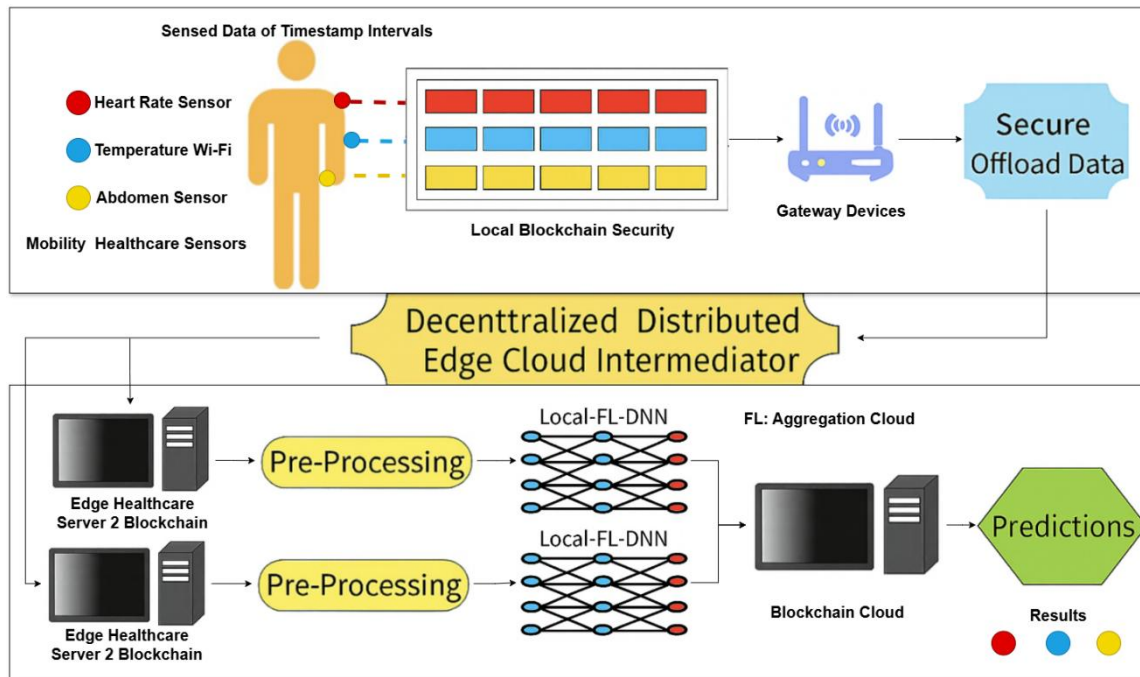 Sensed Data of Timestamp Intervals
Heart Rate Sensor
Temperature Wi-Fi
Abdomen Sensor
Mobility Healthcare Sensors
Local Blockchain Security
Gateway Devices
Secure
Offload Data
Decenttralized Distributed
Edge Cloud Intermediator
Edge Healthcare
Server 2 Blockchain
Pre-Processing
Local-FL-DNN
FL: Aggregation Cloud
Edge Healthcare
Server 2 Blockchain
Pre-Processing
Local-FL-DNN
Blockchain Cloud
Predictions
Results